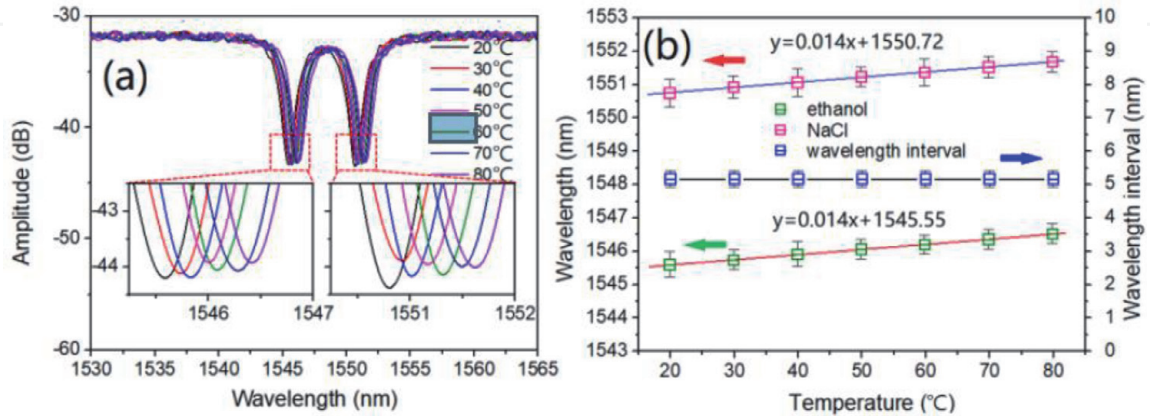 (a)
-30
-40
-50
-60
Amplitude (dB)
20℃
30℃
40℃
50℃
60℃
70℃
80℃
-43
-44
1546
1547
1551
1552
1530 1535 1540 1545 1550 1555 1560 1565
Wavelength (nm)
(b)
1553
1552
1551
1550
1549
1548
1547
1546
1545
1544
1543
Wavelength (nm)
y=0.014x+1550.72
ethanol
NaCl
wavelength interval
y=0.014x+1545.55
10
9
8
7
6
5
4
3
2
1
0
Wavelength interval (nm)
20 30 40 50 60 70 80
Temperature (℃)